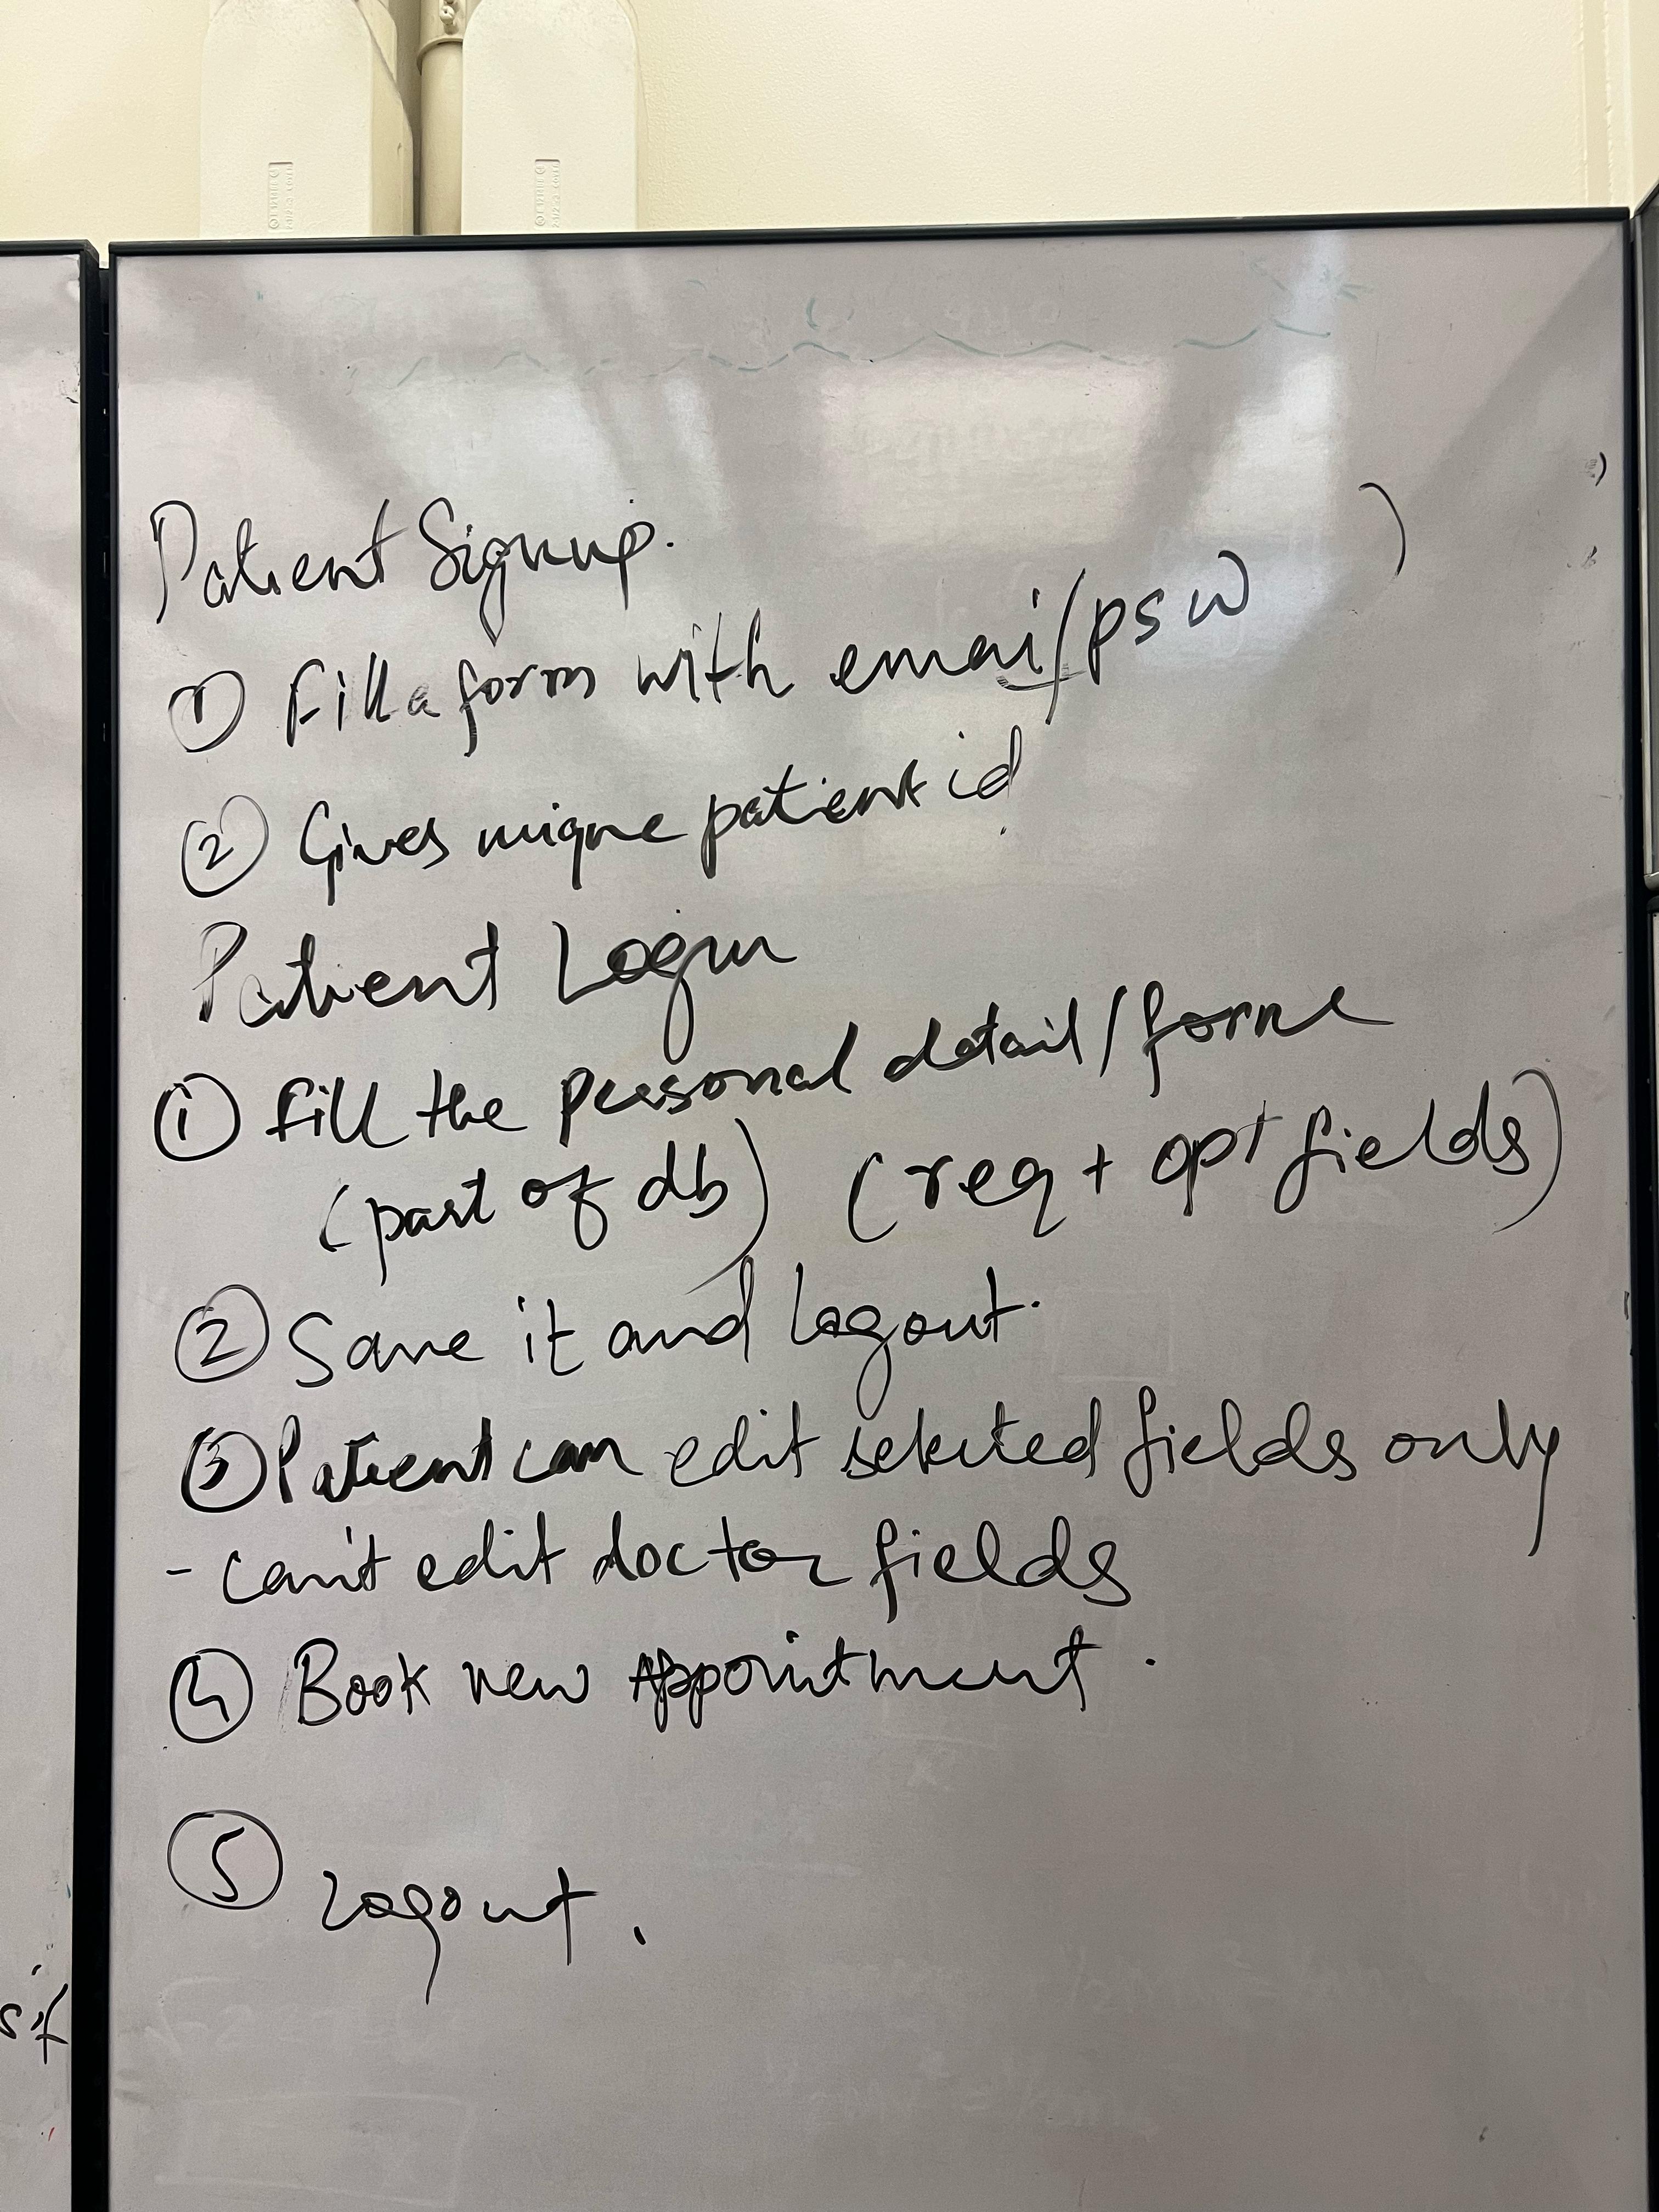 Patient Signup.
① Fill a form with email/psw
② Gives unique patient id
Patient Login
① fill the personal detail/form
(part of db) (req + opt fields)
② Save it and logout.
③ Patient can edit selected fields only
- can't edit doctor fields
④ Book new Appointment.
⑤ Logout.